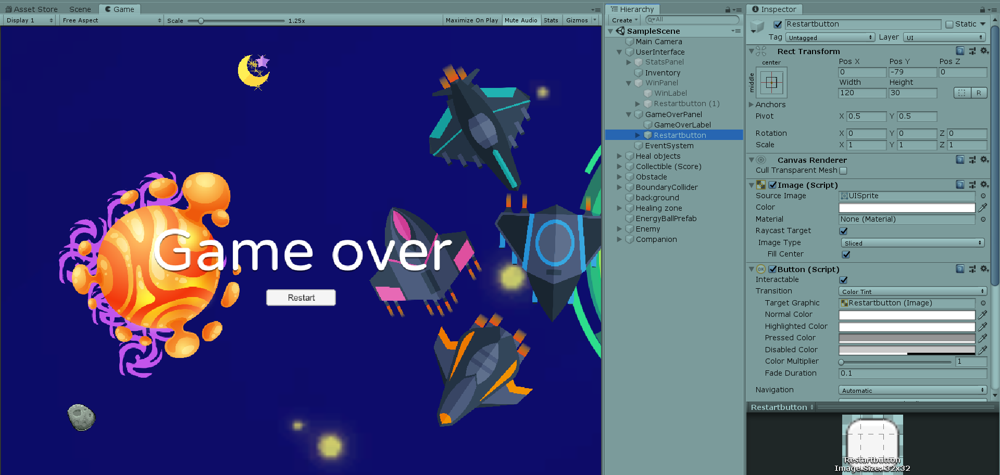 Asset Store Scene Game
Display 1 Free Aspect Scale 1.25x Maximize On Play Mute Audio Stats Gizmos
Game over
Restart
Hierarchy
Create All
SampleScene
Main Camera
UserInterface
StatsPanel
Inventory
WinPanel
WinLabel
Restartbutton (1)
GameOverPanel
GameOverLabel
Restartbutton
EventSystem
Heal objects
Collectible (Score)
Obstacle
BoundaryCollider
background
Healing zone
EnergyBallPrefab
Enemy
Companion
Inspector
Restartbutton Static
Tag Untagged Layer UI
Rect Transform
center Pos X Pos Y Pos Z
middle 0 -79 0
Width Height
120 30 R
Anchors
Pivot X 0.5 Y 0.5
Rotation X 0 Y 0 Z 0
Scale X 1 Y 1 Z 1
Canvas Renderer
Cull Transparent Mesh
Image (Script)
Source Image UISprite
Color
Material None (Material)
Raycast Target
Image Type Sliced
Fill Center
OK Button (Script)
Interactable
Transition Color Tint
Target Graphic Restartbutton (Image)
Normal Color
Highlighted Color
Pressed Color
Disabled Color
Color Multiplier 1
Fade Duration 0.1
Navigation Automatic
Restartbutton
Restartbutton
Image Size: 32x32